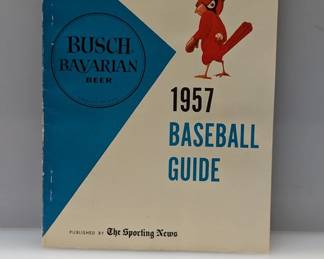 BUSCH
BAVARIAN
BEER
1957
BASEBALL
GUIDE
PUBLISHED BY The Sporting News